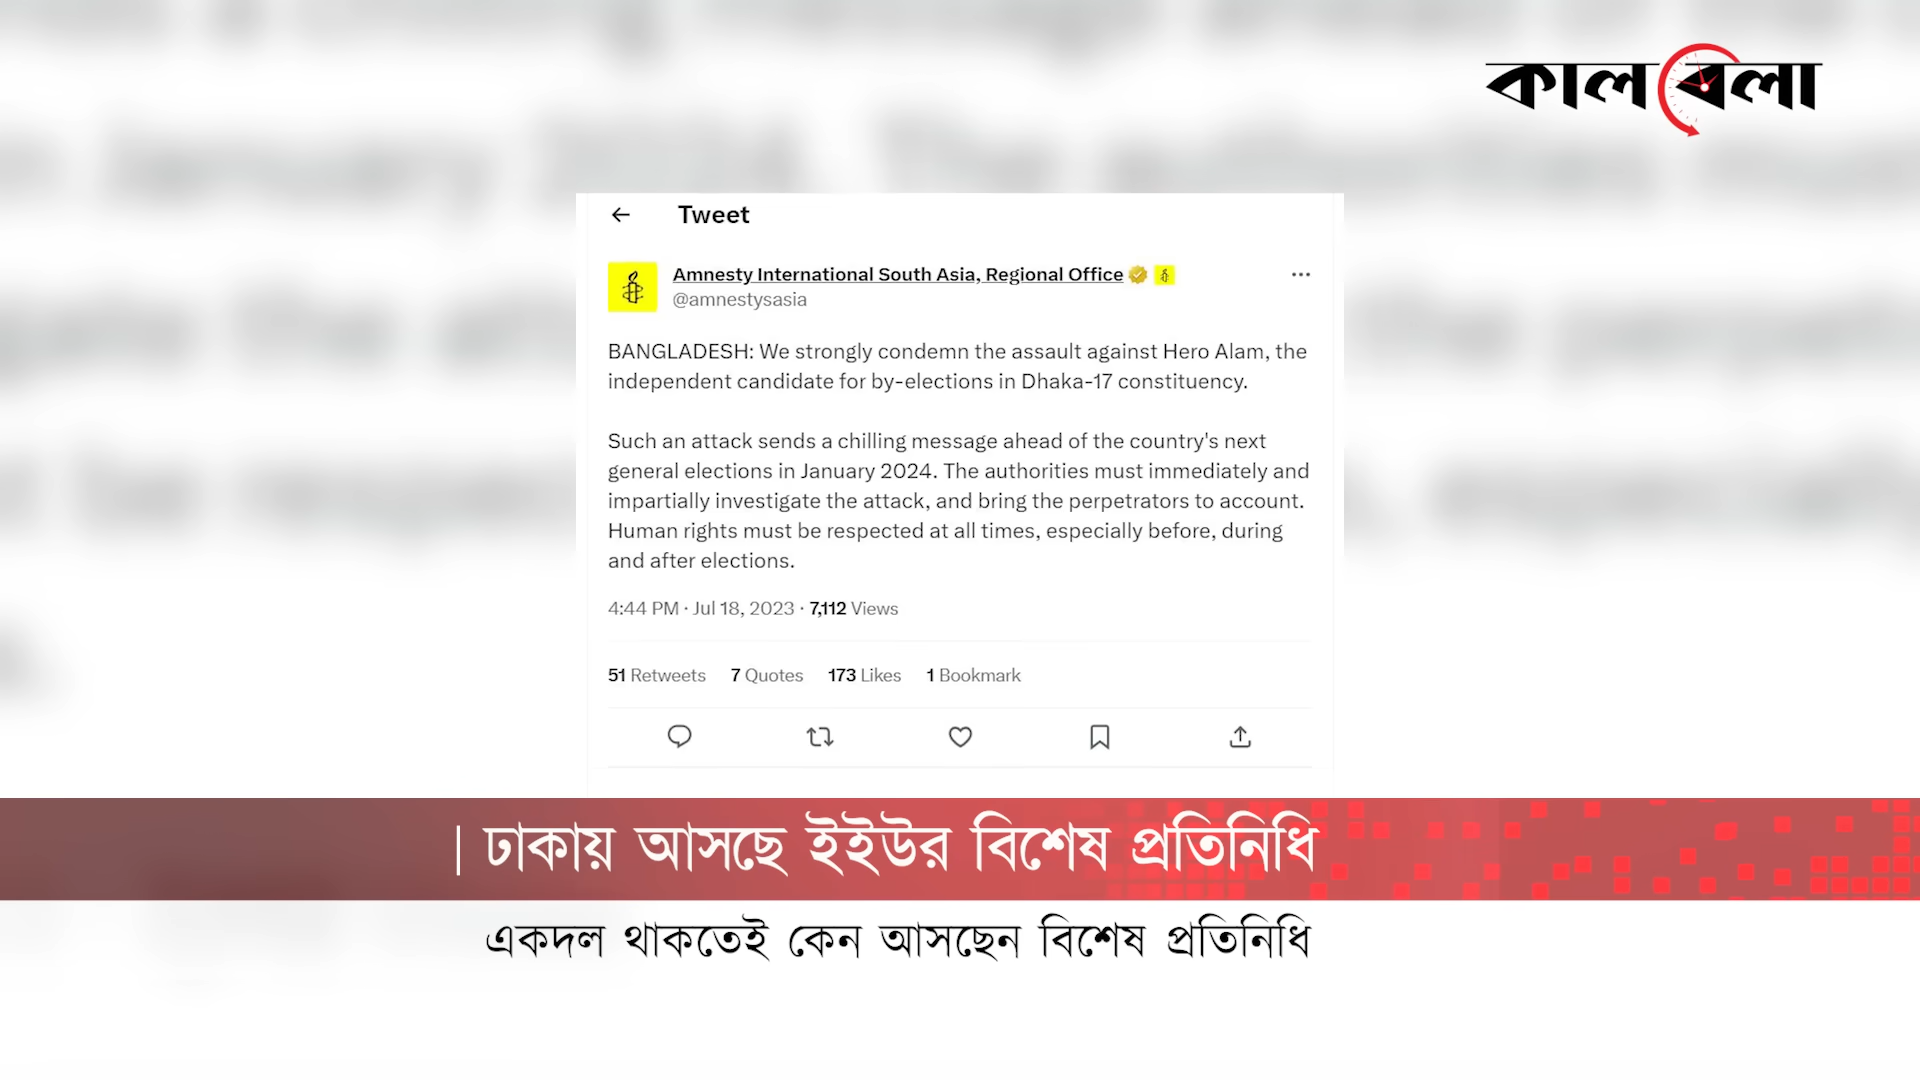 কালবেলা
Tweet
Amnesty International South Asia, Regional Office
@amnestysasia
BANGLADESH: We strongly condemn the assault against Hero Alam, the
independent candidate for by-elections in Dhaka-17 constituency.
Such an attack sends a chilling message ahead of the country's next
general elections in January 2024. The authorities must immediately and
impartially investigate the attack, and bring the perpetrators to account.
Human rights must be respected at all times, especially before, during
and after elections.
4:44 PM · Jul 18, 2023 · 7,112 Views
51 Retweets 7 Quotes 173 Likes 1 Bookmark
| ঢাকায় আসছে ইইউর বিশেষ প্রতিনিধি
একদল থাকতেই কেন আসছেন বিশেষ প্রতিনিধি